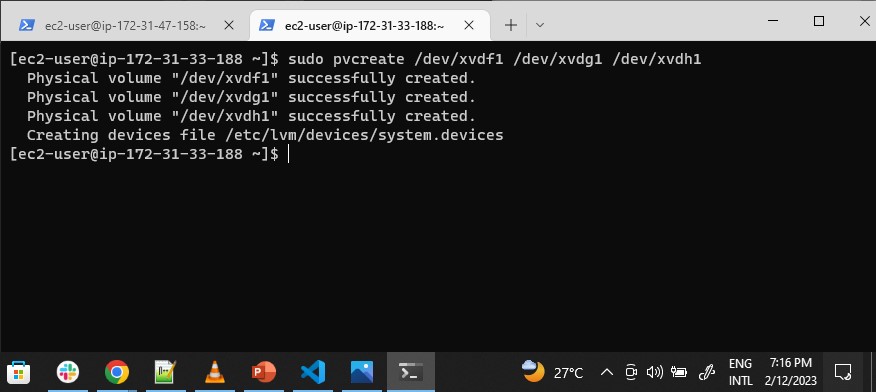 ec2-user@ip-172-31-47-158:~
ec2-user@ip-172-31-33-188:~
[ec2-user@ip-172-31-33-188 ~]$ sudo pvcreate /dev/xvdf1 /dev/xvdg1 /dev/xvdh1
  Physical volume "/dev/xvdf1" successfully created.
  Physical volume "/dev/xvdg1" successfully created.
  Physical volume "/dev/xvdh1" successfully created.
  Creating devices file /etc/lvm/devices/system.devices
[ec2-user@ip-172-31-33-188 ~]$
27°C
ENG
INTL
7:16 PM
2/12/2023